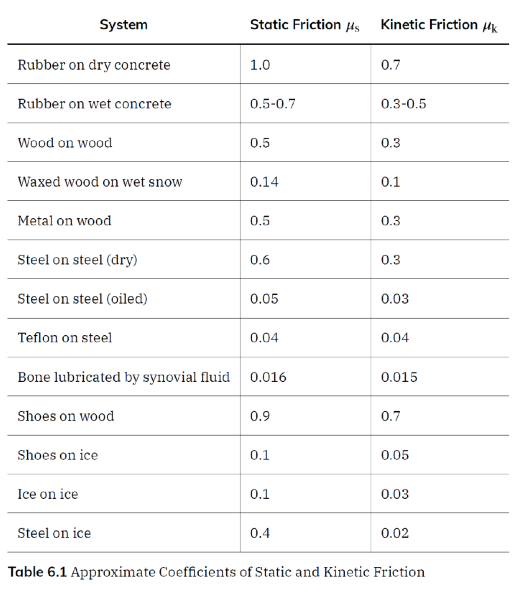 System Static Friction μs Kinetic Friction μk
Rubber on dry concrete 1.0 0.7
Rubber on wet concrete 0.5-0.7 0.3-0.5
Wood on wood 0.5 0.3
Waxed wood on wet snow 0.14 0.1
Metal on wood 0.5 0.3
Steel on steel (dry) 0.6 0.3
Steel on steel (oiled) 0.05 0.03
Teflon on steel 0.04 0.04
Bone lubricated by synovial fluid 0.016 0.015
Shoes on wood 0.9 0.7
Shoes on ice 0.1 0.05
Ice on ice 0.1 0.03
Steel on ice 0.4 0.02
Table 6.1 Approximate Coefficients of Static and Kinetic Friction